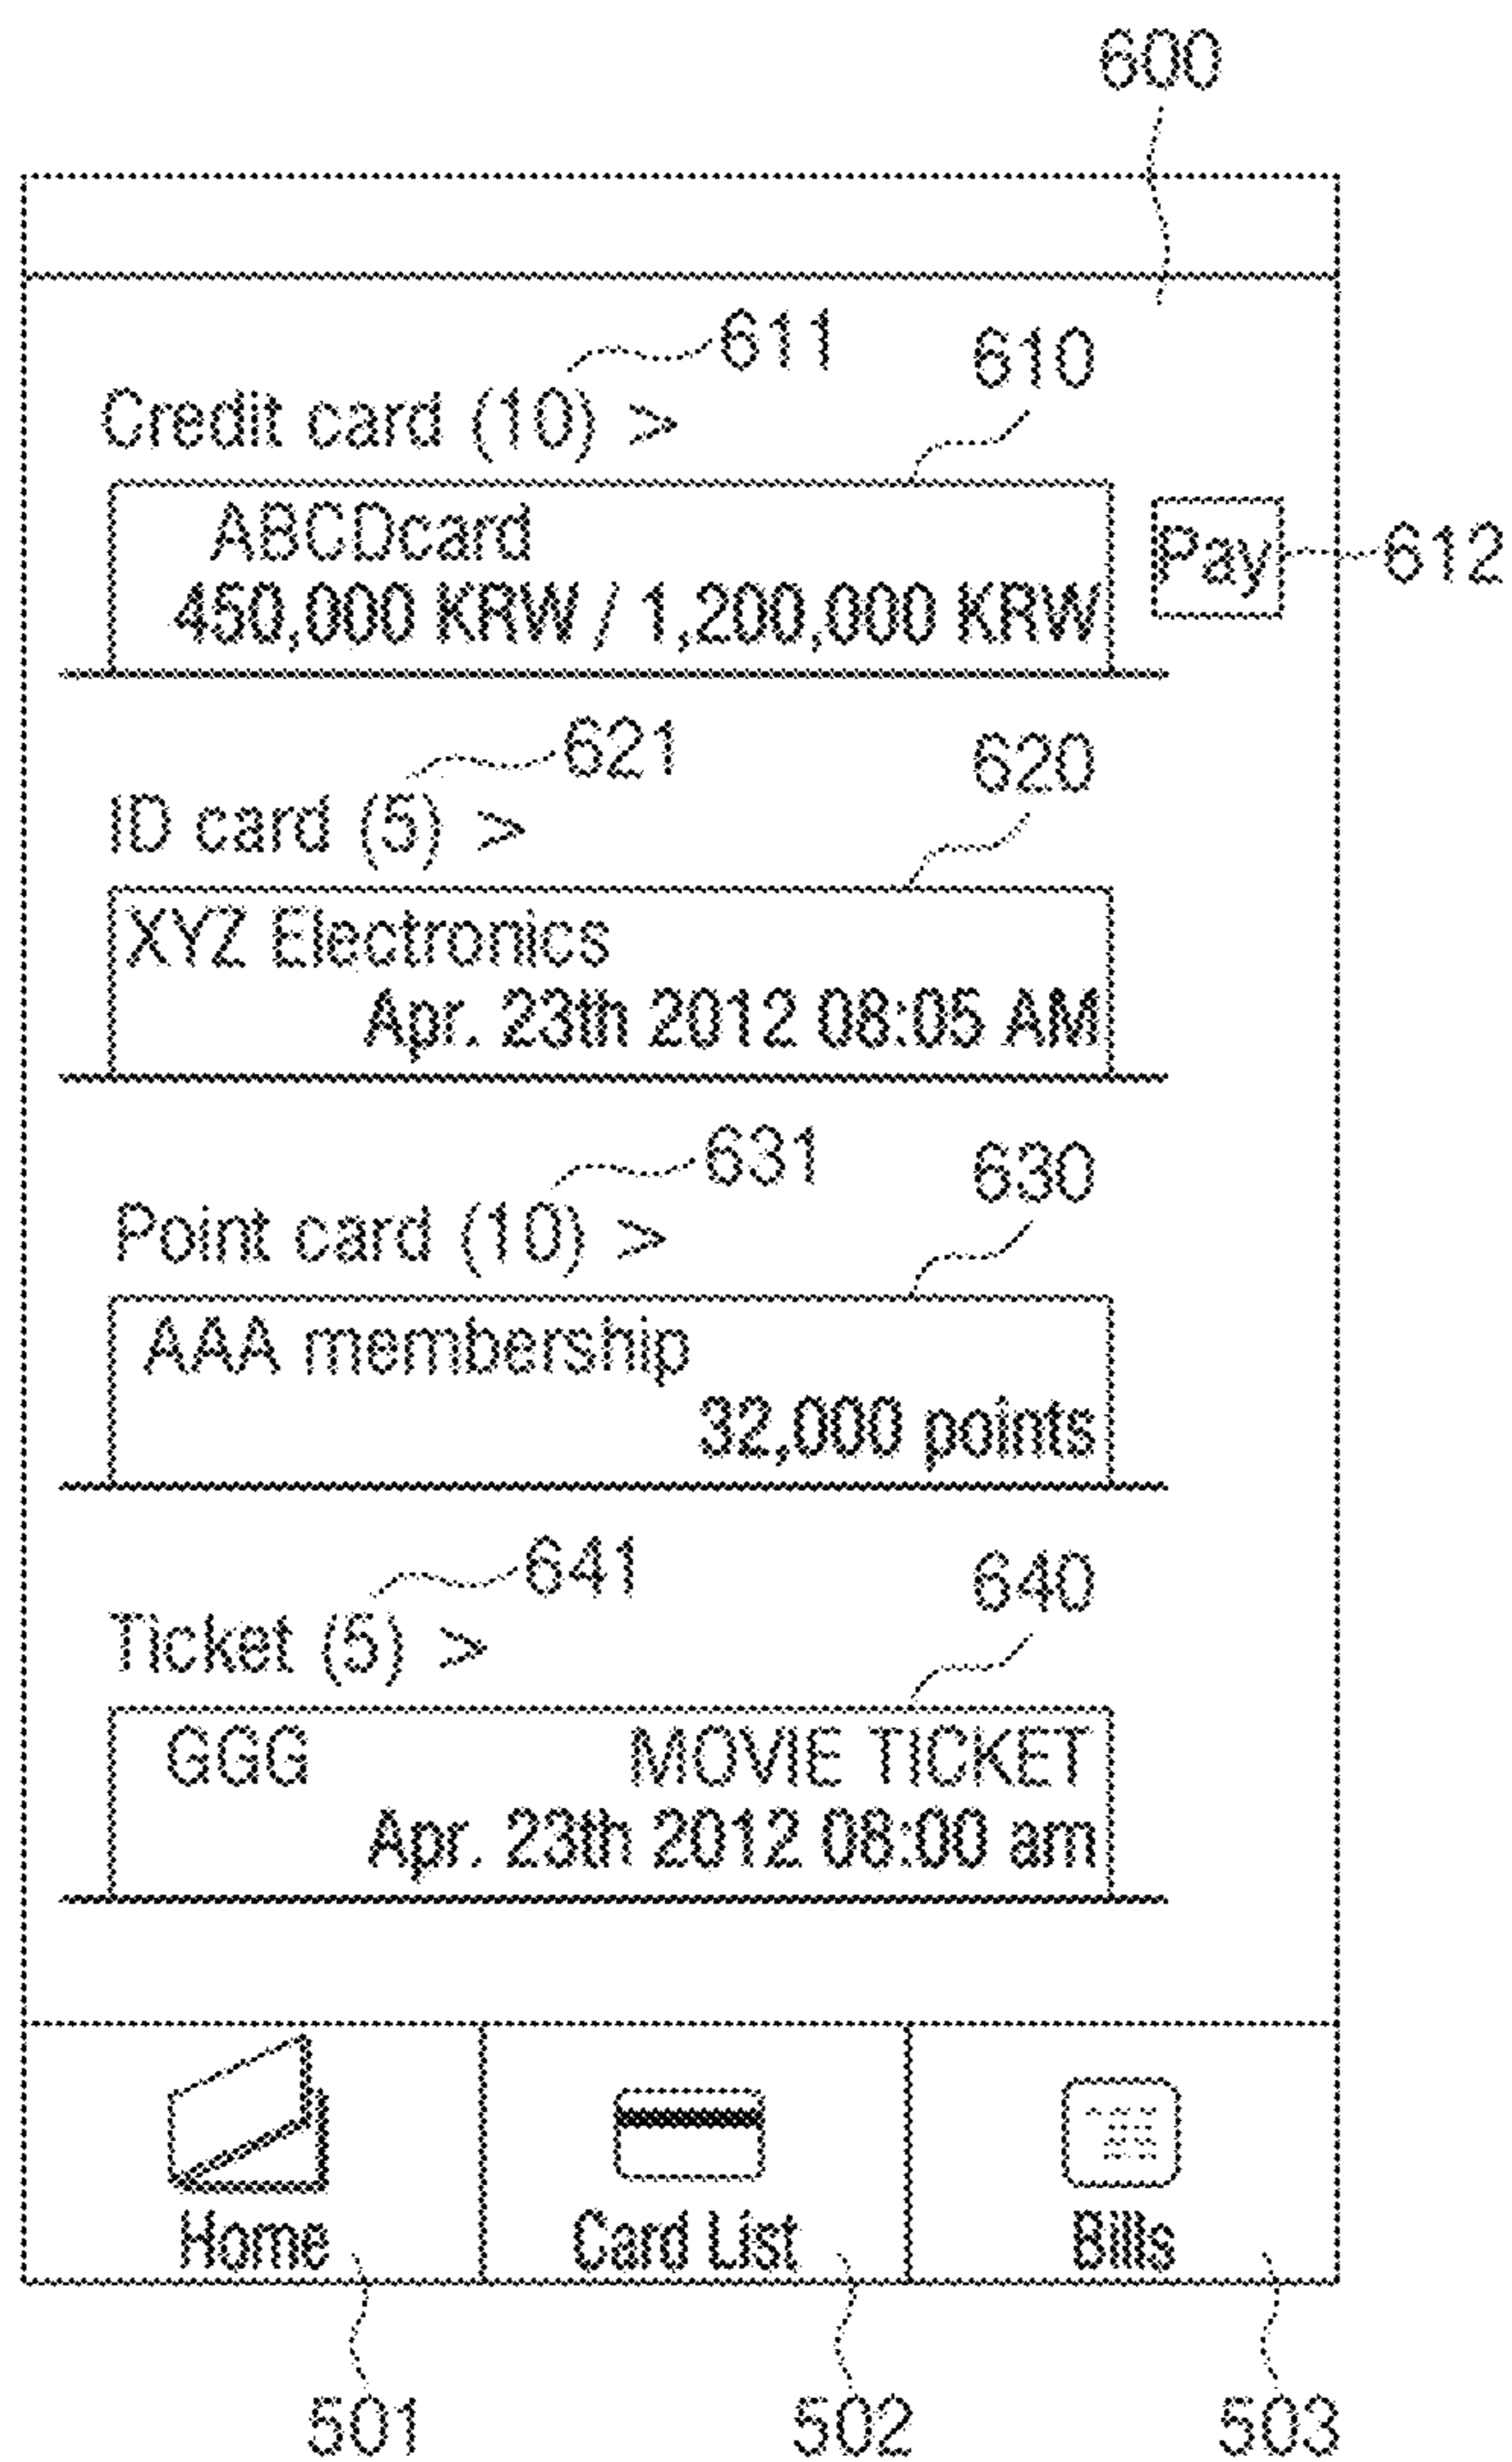 600
611
610
Credit card (10) >
ABCDcard
450,000 KRW / 1,200,000 KRW
Pay
612
621
620
ID card (5) >
XYZ Electronics
Apr. 23th 2012 08:05 AM
631
630
Point card (10) >
AAA membership
32,000 points
641
640
Ticket (5) >
GGG MOVIE TICKET
Apr. 23th 2012 08:00 am
Home Card List Bills
501 502 503